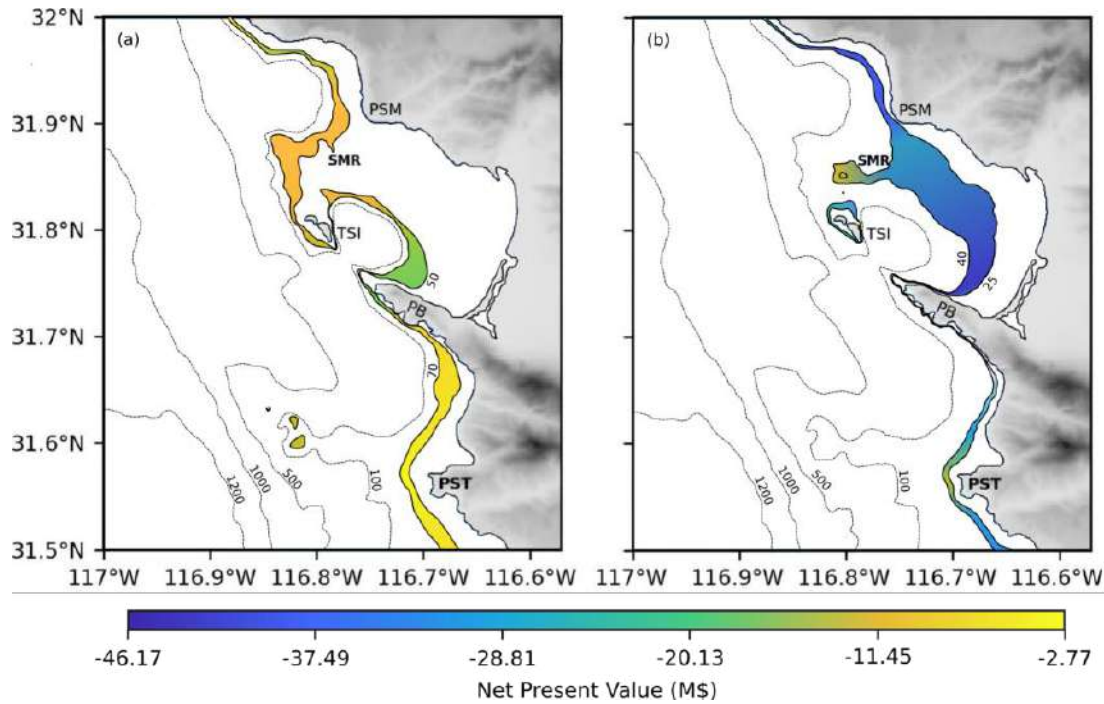 32°N
31.9°N
31.8°N
31.7°N
31.6°N
31.5°N
(a)
PSM
SMR
TSI
50
PB
70
PST
1200
1000
500
100
117°W 116.9°W 116.8°W 116.7°W 116.6°W
(b)
PSM
SMR
TSI
40
25
PB
PST
1200
1000
500
100
117°W 116.9°W 116.8°W 116.7°W 116.6°W
-46.17 -37.49 -28.81 -20.13 -11.45 -2.77
Net Present Value (M$)